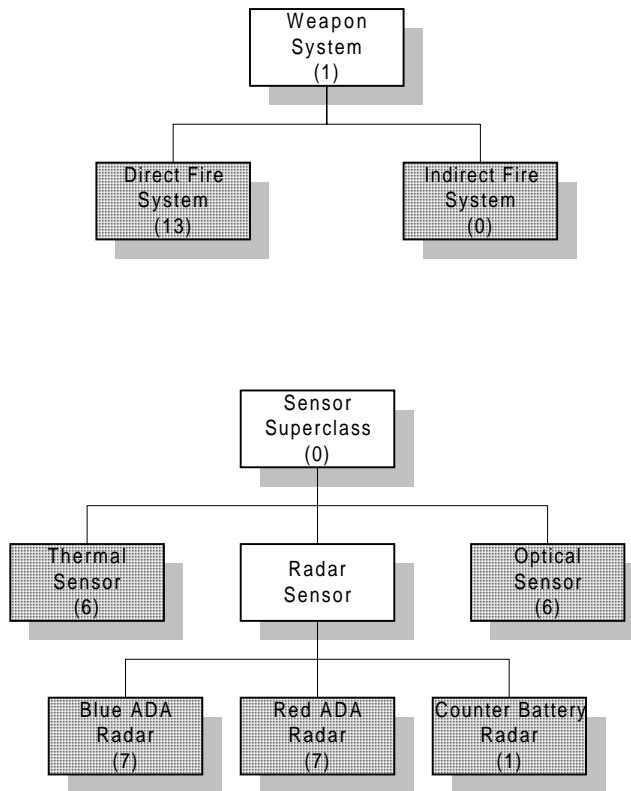 Weapon
System
(1)
Direct Fire
System
(13)
Indirect Fire
System
(0)
Sensor
Superclass
(0)
Thermal
Sensor
(6)
Radar
Sensor
Optical
Sensor
(6)
Blue ADA
Radar
(7)
Red ADA
Radar
(7)
Counter Battery
Radar
(1)